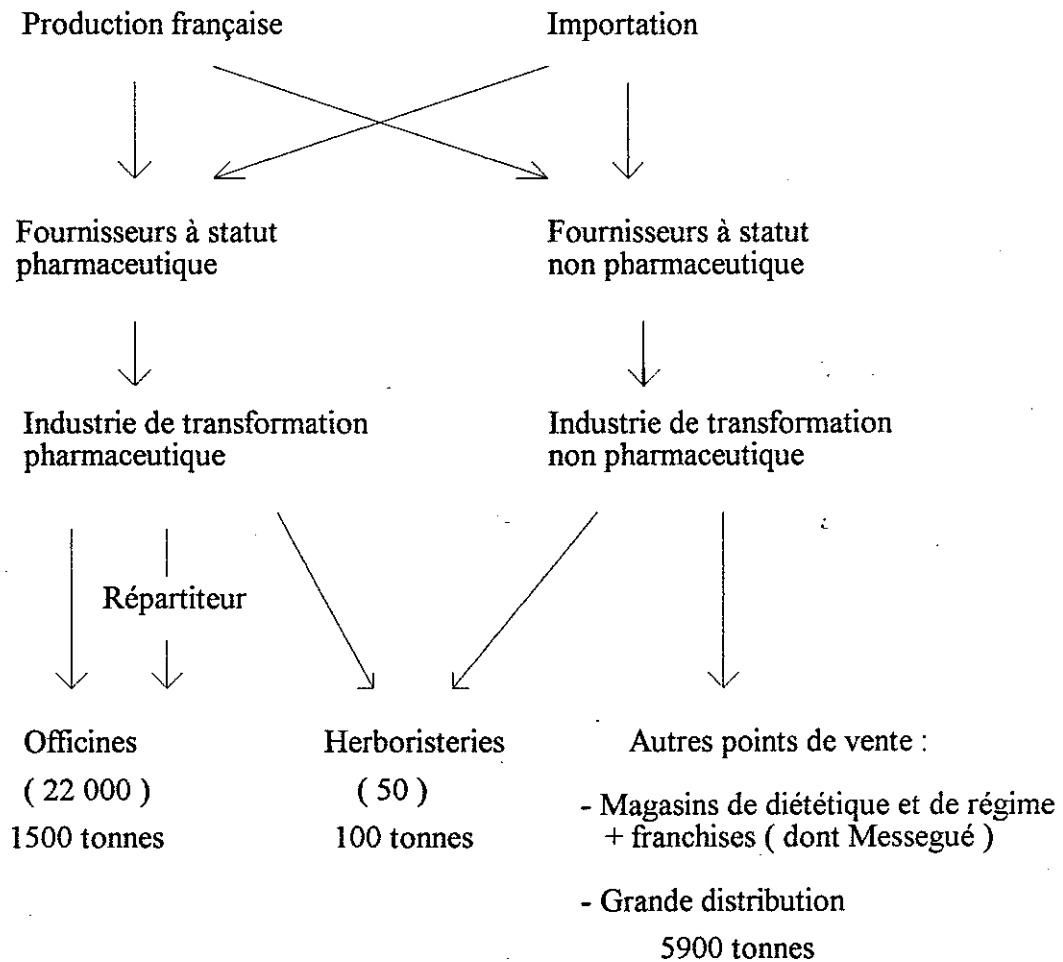 Production française
Importation
Fournisseurs à statut
pharmaceutique
Fournisseurs à statut
non pharmaceutique
Industrie de transformation
pharmaceutique
Industrie de transformation
non pharmaceutique
Répartiteur
Officines
( 22 000 )
1500 tonnes
Herboristeries
( 50 )
100 tonnes
Autres points de vente :
- Magasins de diététique et de régime
+ franchises ( dont Messegué )
- Grande distribution
5900 tonnes